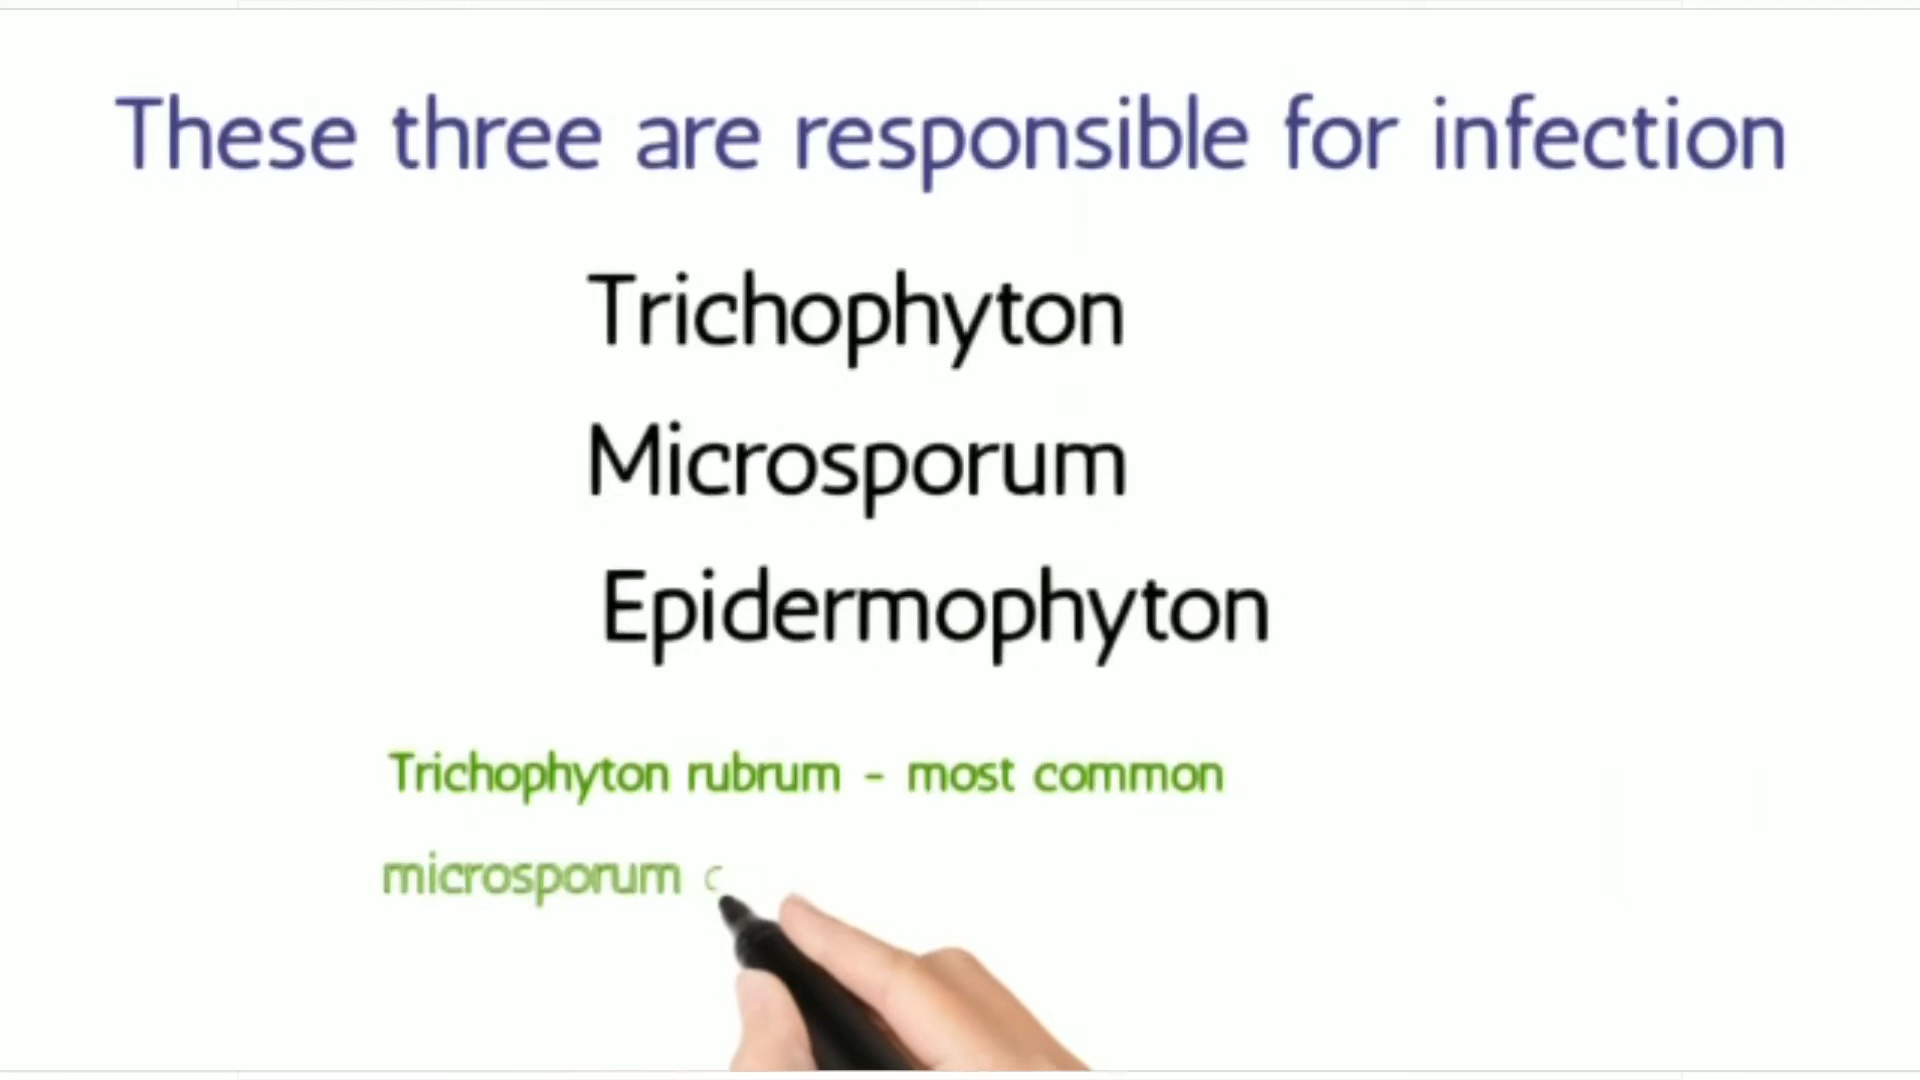 These three are responsible for infection
Trichophyton
Microsporum
Epidermophyton
Trichophyton rubrum - most common
microsporum c